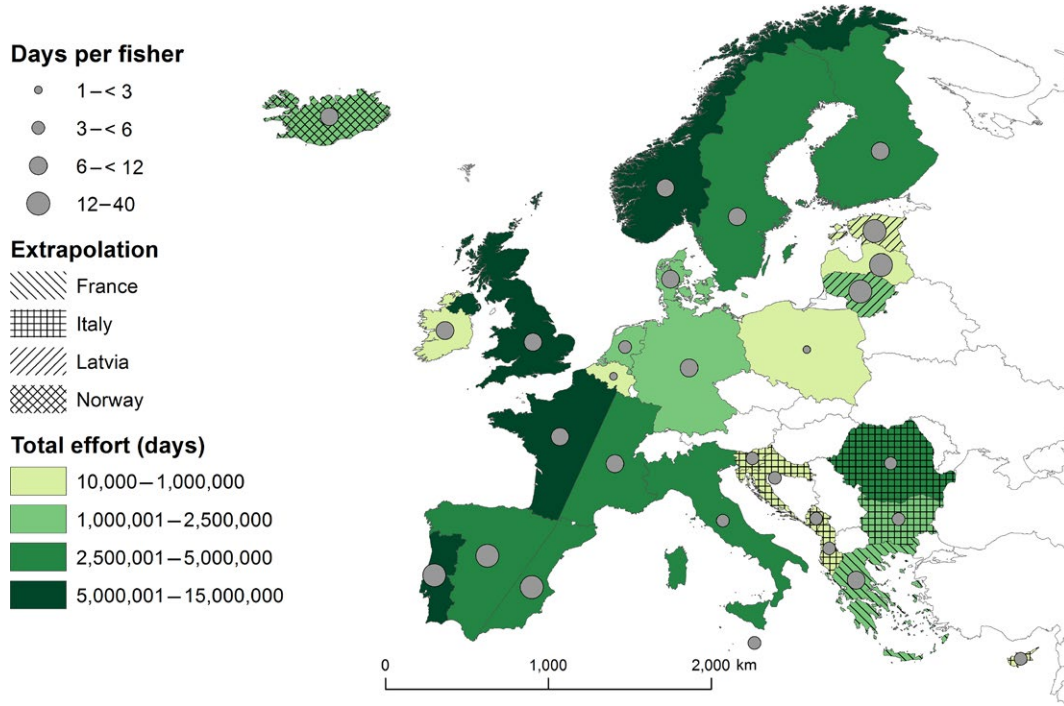 Days per fisher
1–< 3
3–< 6
6–< 12
12–40
Extrapolation
France
Italy
Latvia
Norway
Total effort (days)
10,000–1,000,000
1,000,001–2,500,000
2,500,001–5,000,000
5,000,001–15,000,000
0 1,000 2,000 km